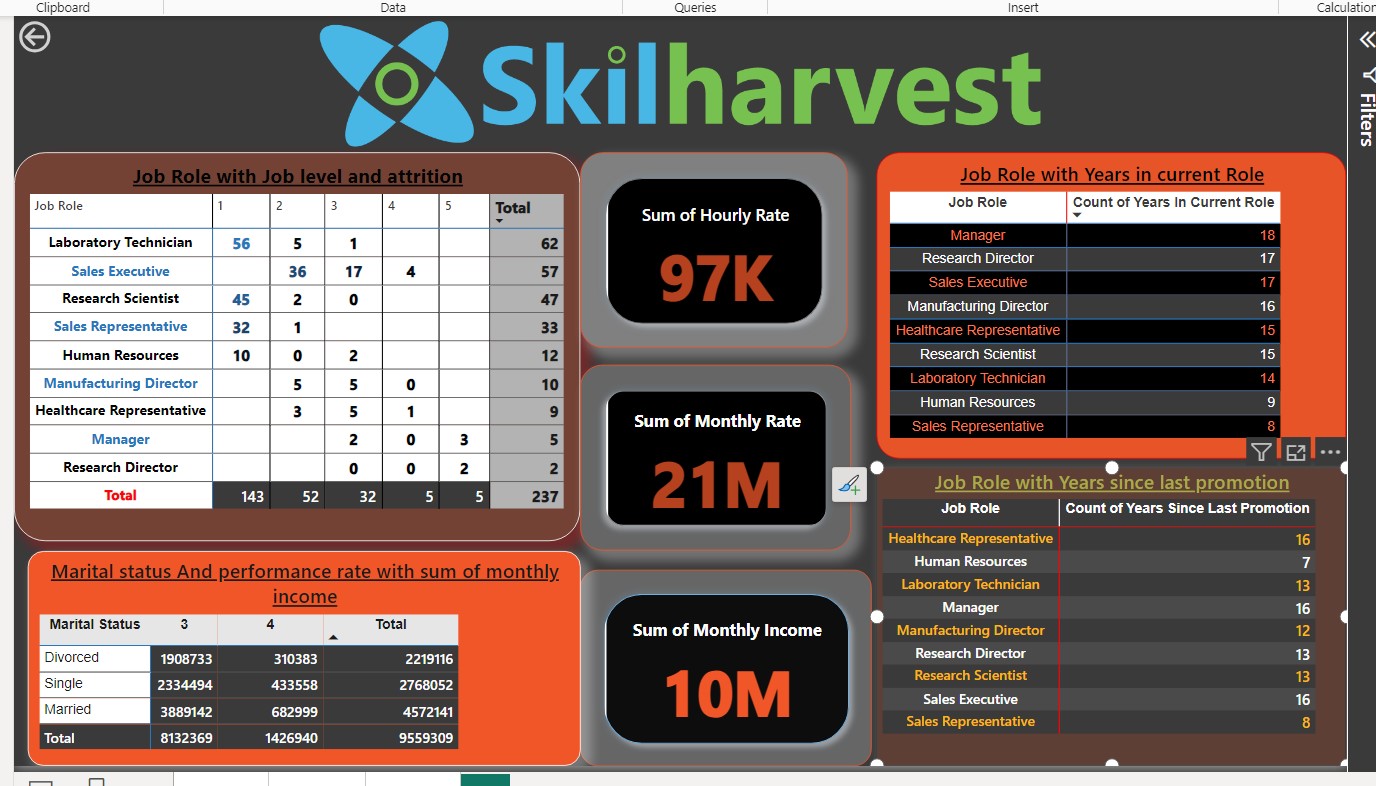 Clipboard Data Queries Insert Calculation
Skilharvest
Filters
Job Role with Job level and attrition
Job Role 1 2 3 4 5 Total
Laboratory Technician 56 5 1 62
Sales Executive 36 17 4 57
Research Scientist 45 2 0 47
Sales Representative 32 1 33
Human Resources 10 0 2 12
Manufacturing Director 5 5 0 10
Healthcare Representative 3 5 1 9
Manager 2 0 3 5
Research Director 0 0 2 2
Total 143 52 32 5 5 237
Marital status And performance rate with sum of monthly
income
Marital Status 3 4 Total
Divorced 1908733 310383 2219116
Single 2334494 433558 2768052
Married 3889142 682999 4572141
Total 8132369 1426940 9559309
Sum of Hourly Rate
97K
Sum of Monthly Rate
21M
Sum of Monthly Income
10M
Job Role with Years in current Role
Job Role Count of Years In Current Role
Manager 18
Research Director 17
Sales Executive 17
Manufacturing Director 16
Healthcare Representative 15
Research Scientist 15
Laboratory Technician 14
Human Resources 9
Sales Representative 8
Job Role with Years since last promotion
Job Role Count of Years Since Last Promotion
Healthcare Representative 16
Human Resources 7
Laboratory Technician 13
Manager 16
Manufacturing Director 12
Research Director 13
Research Scientist 13
Sales Executive 16
Sales Representative 8